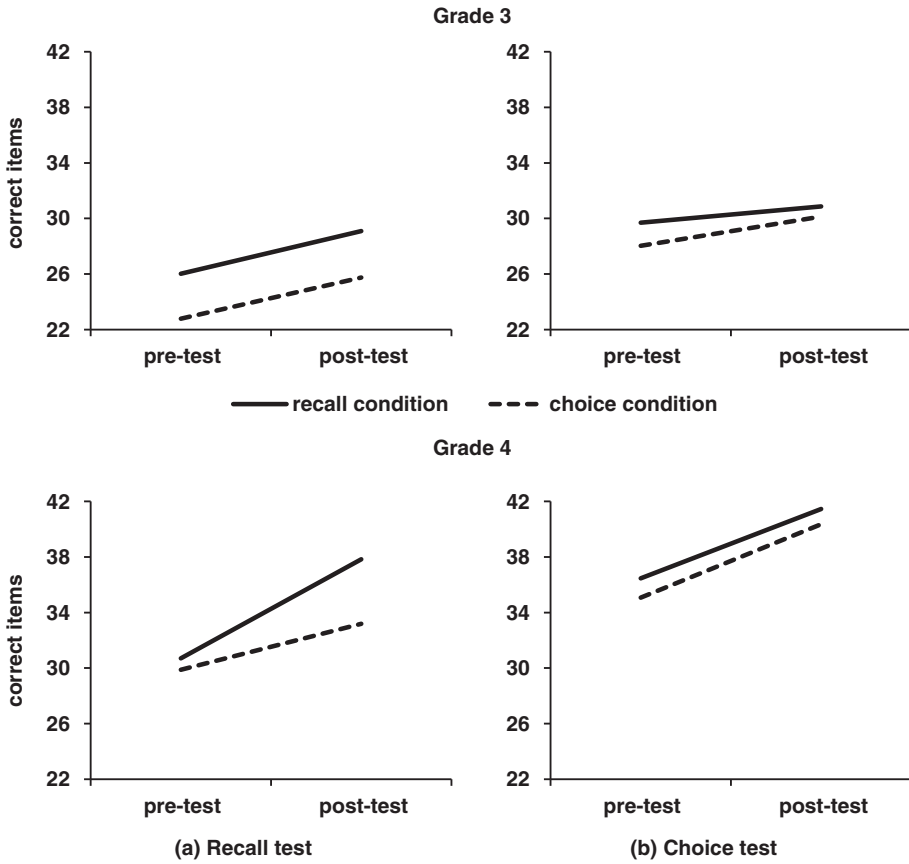 Grade 3
correct items
42
38
34
30
26
22
pre-test post-test
42
38
34
30
26
22
pre-test post-test
recall condition choice condition
Grade 4
correct items
42
38
34
30
26
22
pre-test post-test
(a) Recall test
42
38
34
30
26
22
pre-test post-test
(b) Choice test